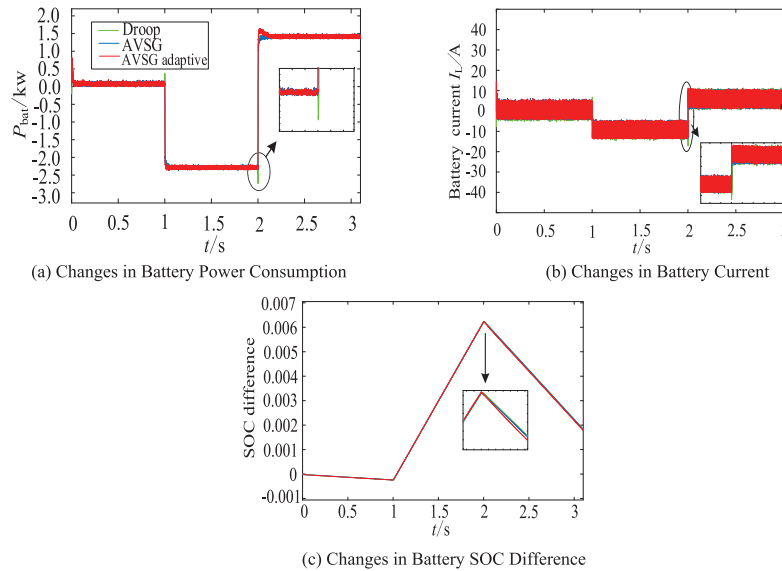 2.0
1.5
1.0
0.5
0
-0.5
-1.0
-1.5
-2.0
-2.5
-3.0
P_bat/kw
Droop
AVSG
AVSG adaptive
0 0.5 1 1.5 2 2.5 3
t/s
(a) Changes in Battery Power Consumption
40
30
20
10
0
-10
-20
-30
-40
Battery current I_L/A
0 0.5 1 1.5 2 2.5
t/s
(b) Changes in Battery Current
0.007
0.006
0.005
0.004
0.003
0.002
0.001
0
-0.001
SOC difference
0 0.5 1 1.5 2 2.5 3
t/s
(c) Changes in Battery SOC Difference